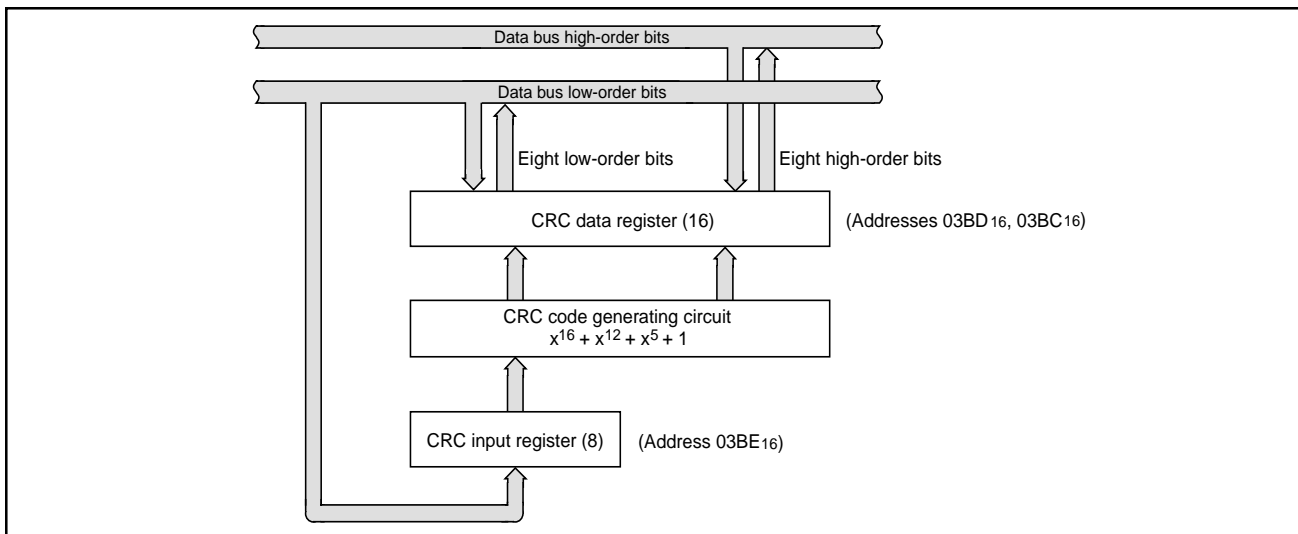 Data bus high-order bits
Data bus low-order bits
Eight low-order bits
Eight high-order bits
CRC data register (16)
(Addresses 03BD16, 03BC16)
CRC code generating circuit
x16 + x12 + x5 + 1
CRC input register (8)
(Address 03BE16)